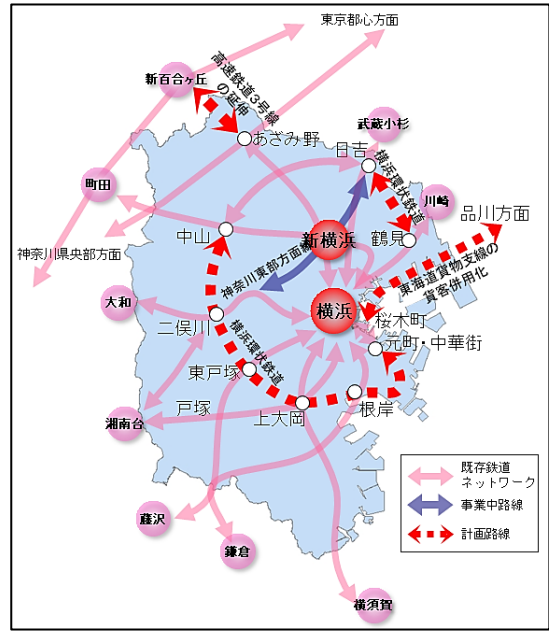 東京都心方面
新百合ヶ丘
高速鉄道3号線
の延伸
あざみ野
武蔵小杉
日吉
横浜環状鉄道
町田
川崎
品川方面
中山
新横浜
鶴見
神奈川県央部方面
神奈川東部方面線
東海道貨物支線の
貨客併用化
大和
横浜
二俣川
桜木町
元町・中華街
横浜環状鉄道
東戸塚
戸塚
上大岡
根岸
湘南台
藤沢
鎌倉
横須賀
既存鉄道
ネットワーク
事業中路線
計画路線